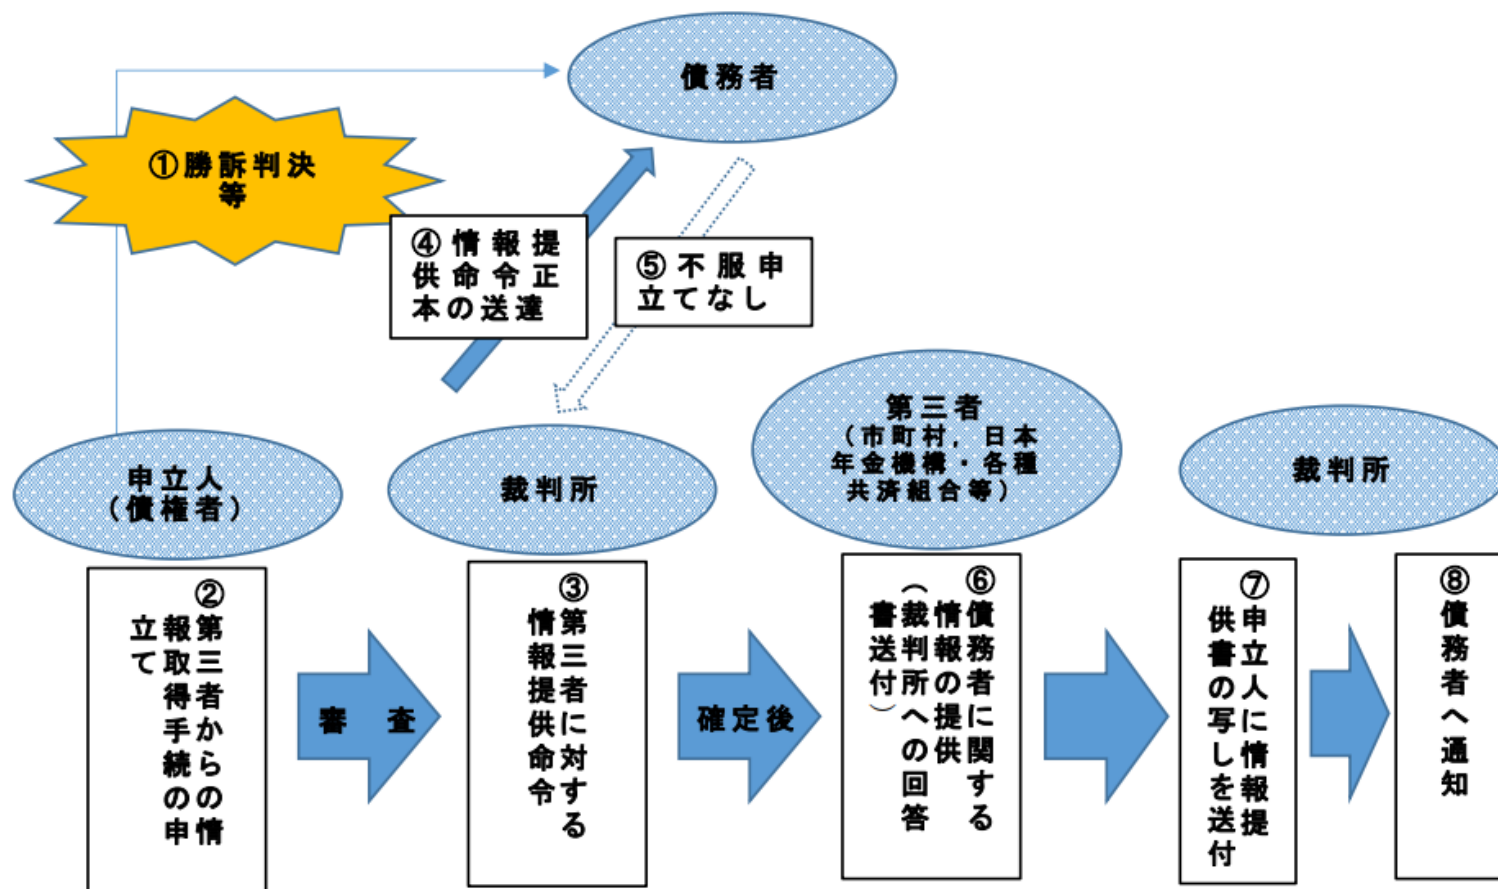 債務者
①勝訴判決
等
④情報提
供命令正
本の送達
⑤不服申
立てなし
申立人
（債権者）
裁判所
第三者
（市町村，日本
年金機構・各種
共済組合等）
裁判所
②第三者からの情
報取得手続の申
立て
審　査
③第三者に対する
情報提供命令
確定後
⑥債務者に関する
情報の提供
（裁判所への回答
書送付）
⑦申立人に情報提
供書の写しを送付
⑧債務者へ通知